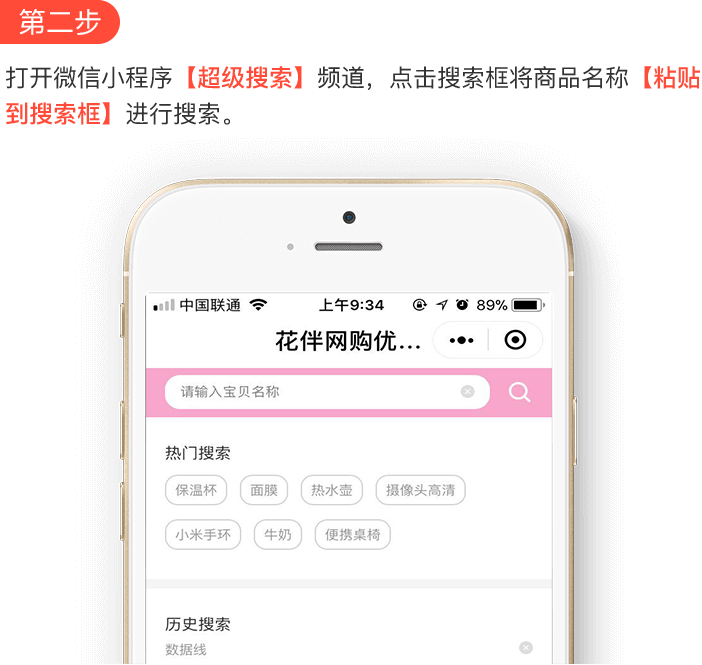 第二步
打开微信小程序【超级搜索】频道，点击搜索框将商品名称【粘贴
到搜索框】进行搜索。
中国联通 上午9:34 89%
花伴网购优...
请输入宝贝名称
热门搜索
保温杯 面膜 热水壶 摄像头高清
小米手环 牛奶 便携桌椅
历史搜索
数据线